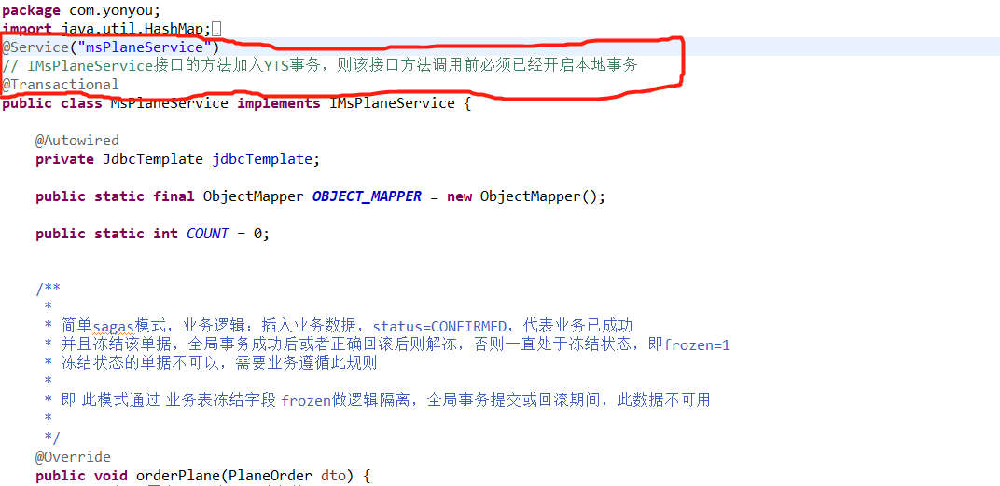 package com.yonyou;
import java.util.HashMap;
@Service("msPlaneService")
// IMsPlaneService接口的方法加入YTS事务，则该接口方法调用前必须已经开启本地事务
@Transactional
public class MsPlaneService implements IMsPlaneService {
@Autowired
private JdbcTemplate jdbcTemplate;
public static final ObjectMapper OBJECT_MAPPER = new ObjectMapper();
public static int COUNT = 0;
/**
*
* 简单sagas模式，业务逻辑：插入业务数据，status=CONFIRMED，代表业务已成功
* 并且冻结该单据，全局事务成功后或者正确回滚后则解冻，否则一直处于冻结状态，即frozen=1
* 冻结状态的单据不可以，需要业务遵循此规则
*
* 即 此模式通过 业务表冻结字段 frozen做逻辑隔离，全局事务提交或回滚期间，此数据不可用
*
*/
@Override
public void orderPlane(PlaneOrder dto) {